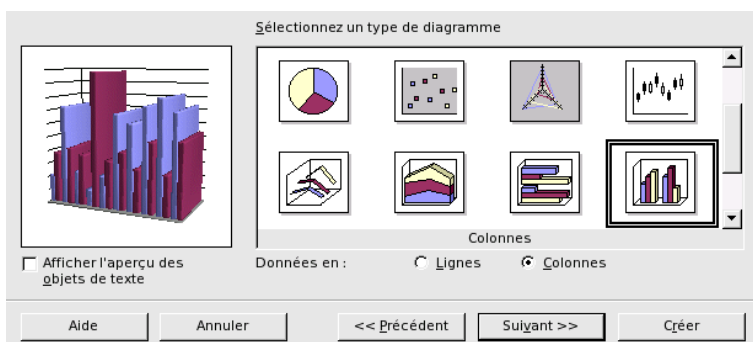 Sélectionnez un type de diagramme
Colonnes
Afficher l'aperçu des
objets de texte
Données en :
Lignes
Colonnes
Aide
Annuler
<< Précédent
Suivant >>
Créer